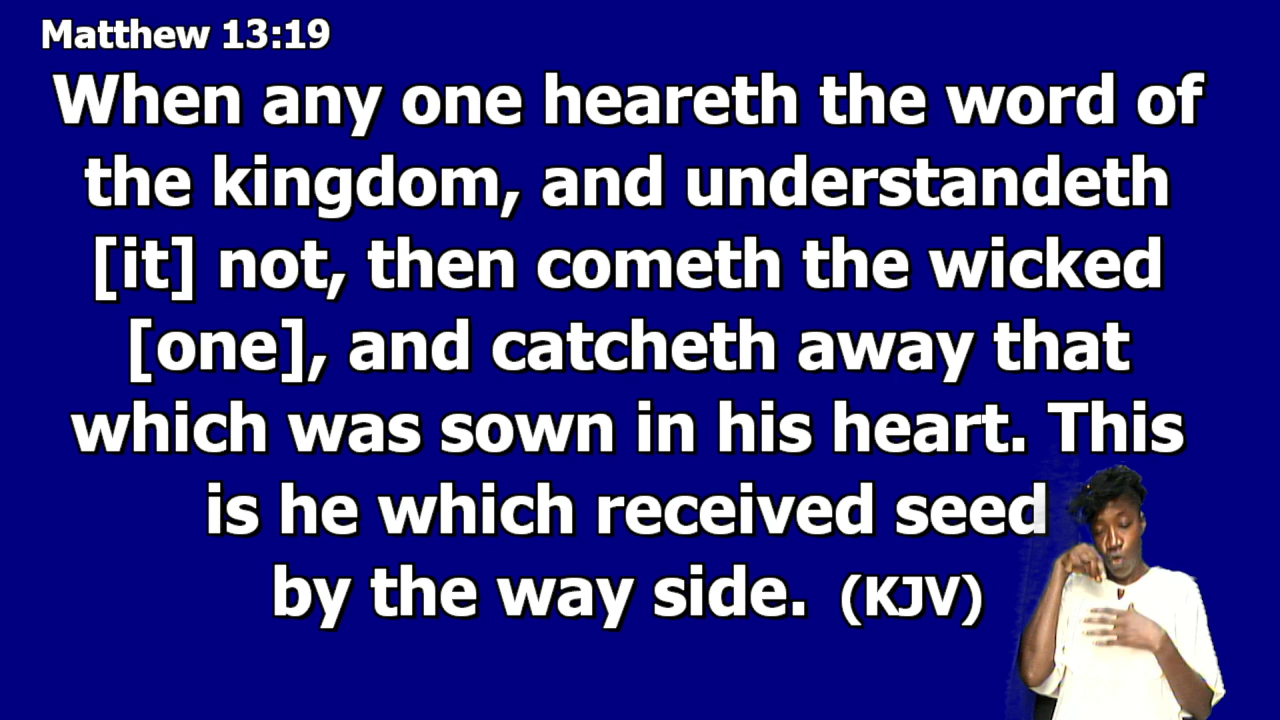 Matthew 13:19
When any one heareth the word of
the kingdom, and understandeth
[it] not, then cometh the wicked
[one], and catcheth away that
which was sown in his heart. This
is he which received seed
by the way side. (KJV)